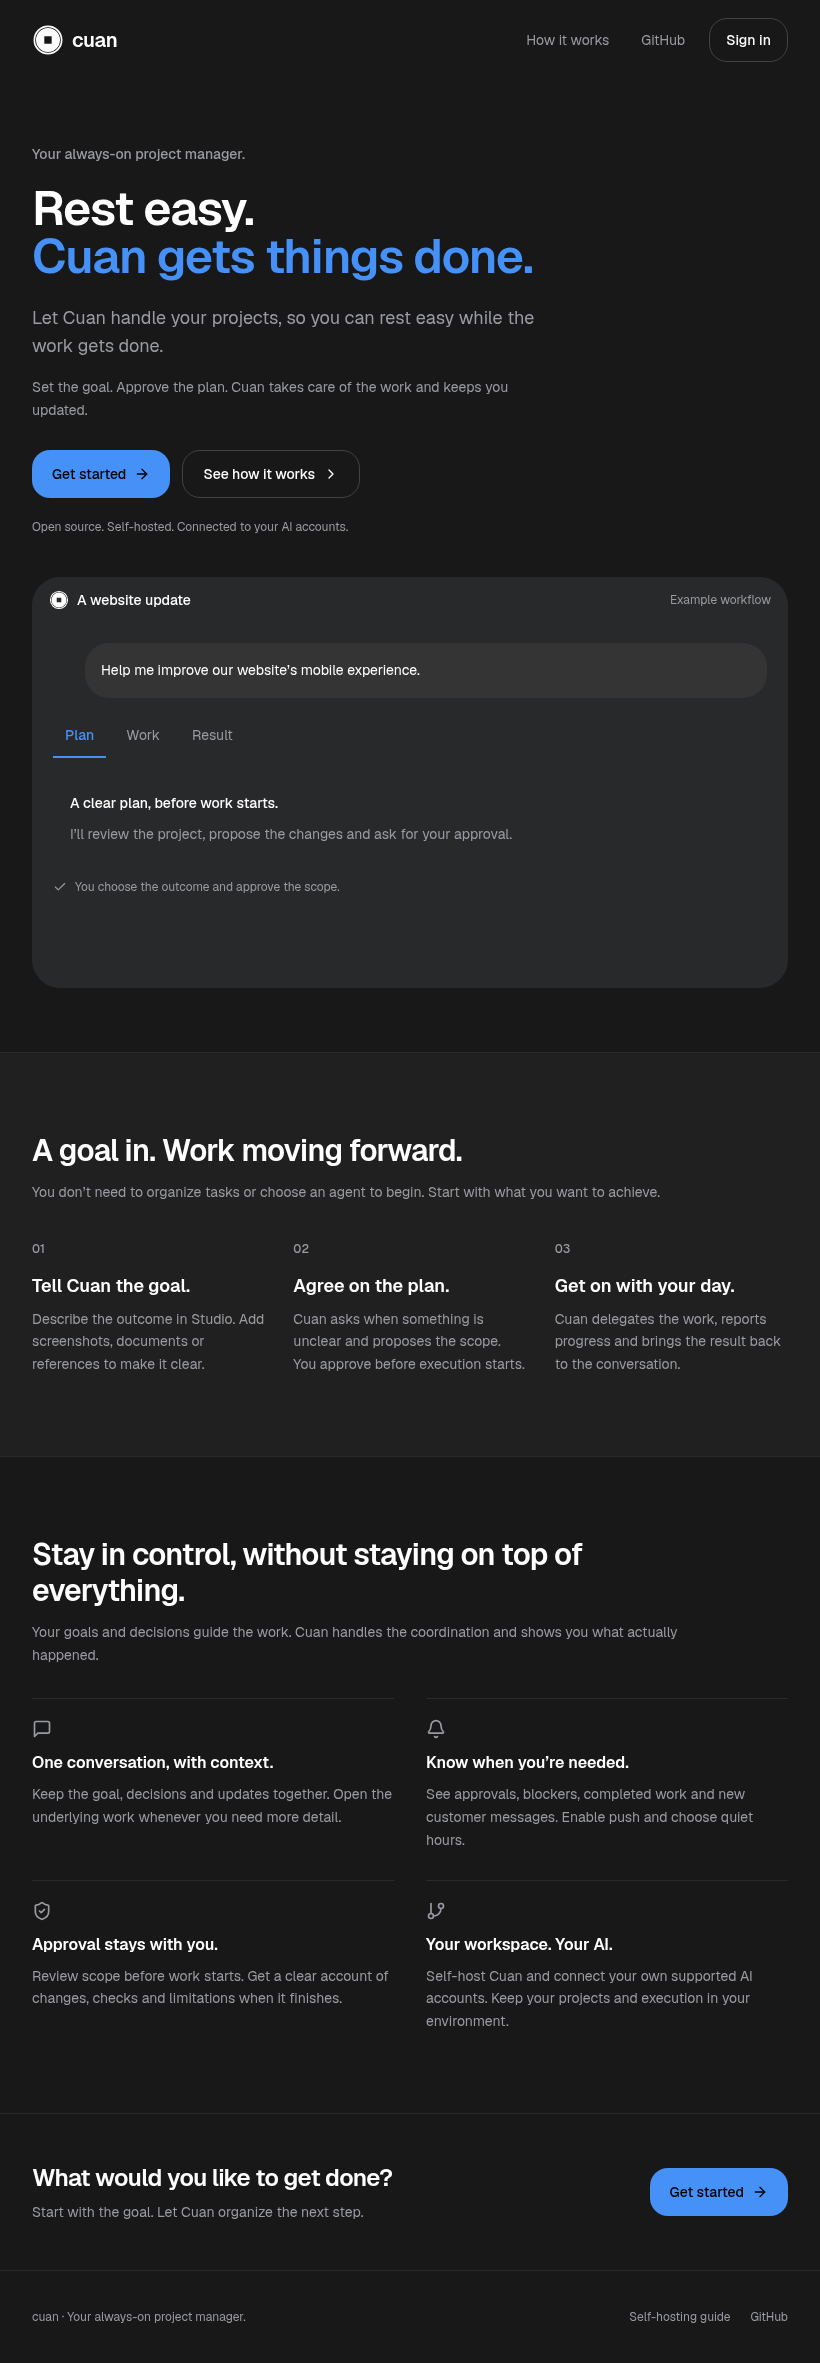 cuan
How it works
GitHub
Sign in
Your always-on project manager.
Rest easy.
Cuan gets things done.
Let Cuan handle your projects, so you can rest easy while the
work gets done.
Set the goal. Approve the plan. Cuan takes care of the work and keeps you
updated.
Get started
See how it works
Open source. Self-hosted. Connected to your AI accounts.
A website update
Example workflow
Help me improve our website’s mobile experience.
Plan
Work
Result
A clear plan, before work starts.
I’ll review the project, propose the changes and ask for your approval.
You choose the outcome and approve the scope.
A goal in. Work moving forward.
You don’t need to organize tasks or choose an agent to begin. Start with what you want to achieve.
01
Tell Cuan the goal.
Describe the outcome in Studio. Add
screenshots, documents or
references to make it clear.
02
Agree on the plan.
Cuan asks when something is
unclear and proposes the scope.
You approve before execution starts.
03
Get on with your day.
Cuan delegates the work, reports
progress and brings the result back
to the conversation.
Stay in control, without staying on top of
everything.
Your goals and decisions guide the work. Cuan handles the coordination and shows you what actually
happened.
One conversation, with context.
Keep the goal, decisions and updates together. Open the
underlying work whenever you need more detail.
Know when you’re needed.
See approvals, blockers, completed work and new
customer messages. Enable push and choose quiet
hours.
Approval stays with you.
Review scope before work starts. Get a clear account of
changes, checks and limitations when it finishes.
Your workspace. Your AI.
Self-host Cuan and connect your own supported AI
accounts. Keep your projects and execution in your
environment.
What would you like to get done?
Start with the goal. Let Cuan organize the next step.
Get started
cuan · Your always-on project manager.
Self-hosting guide
GitHub